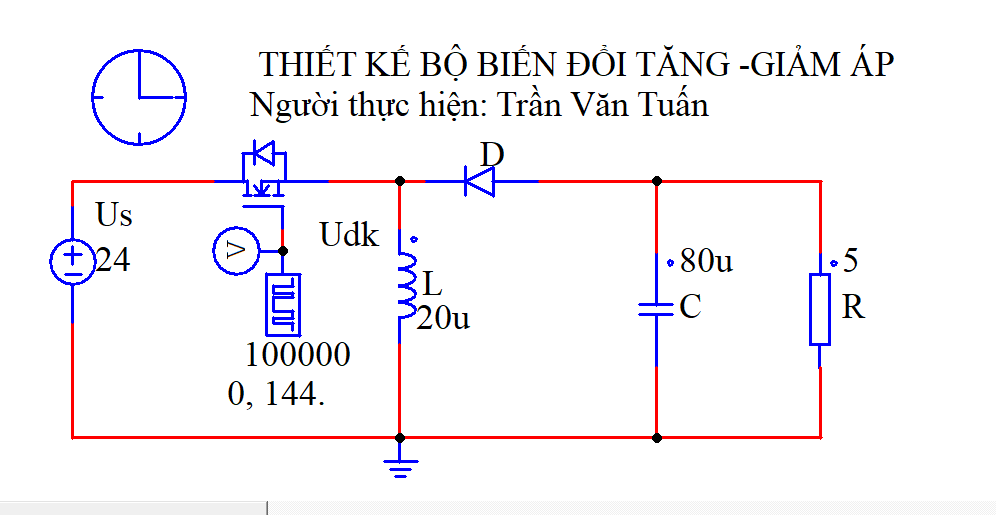 THIẾT KẾ BỘ BIẾN ĐỔI TĂNG -GIẢM ÁP
Người thực hiện: Trần Văn Tuấn
D
Us
Udk
V
24
80u
5
L
C
R
20u
100000
0, 144.